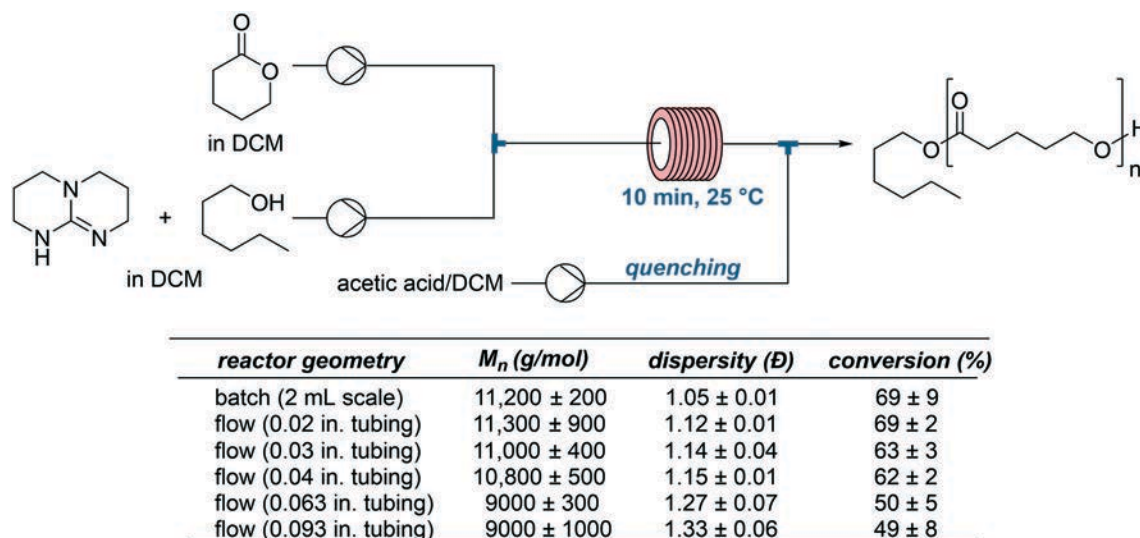 O
O
in DCM
N
N
H
N
+
OH
in DCM
10 min, 25 °C
acetic acid/DCM
quenching
O
O
O
H
n
reactor geometry M_n (g/mol) dispersity (Đ) conversion (%)
batch (2 mL scale) 11,200 ± 200 1.05 ± 0.01 69 ± 9
flow (0.02 in. tubing) 11,300 ± 900 1.12 ± 0.01 69 ± 2
flow (0.03 in. tubing) 11,000 ± 400 1.14 ± 0.04 63 ± 3
flow (0.04 in. tubing) 10,800 ± 500 1.15 ± 0.01 62 ± 2
flow (0.063 in. tubing) 9000 ± 300 1.27 ± 0.07 50 ± 5
flow (0.093 in. tubing) 9000 ± 1000 1.33 ± 0.06 49 ± 8